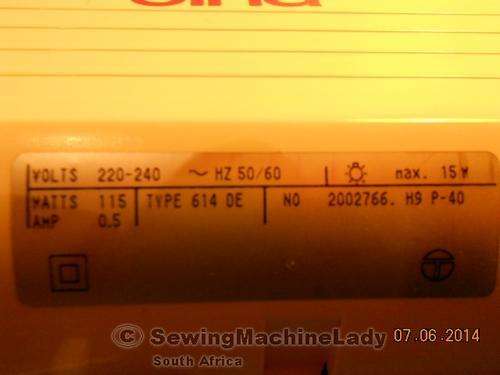 VOLTS 220-240 ~ HZ 50/60 max. 15 W
WATTS 115 TYPE 614 DE NO 2002766. H9 P-40
AMP 0.5
© SewingMachineLady 07.06.2014
South Africa